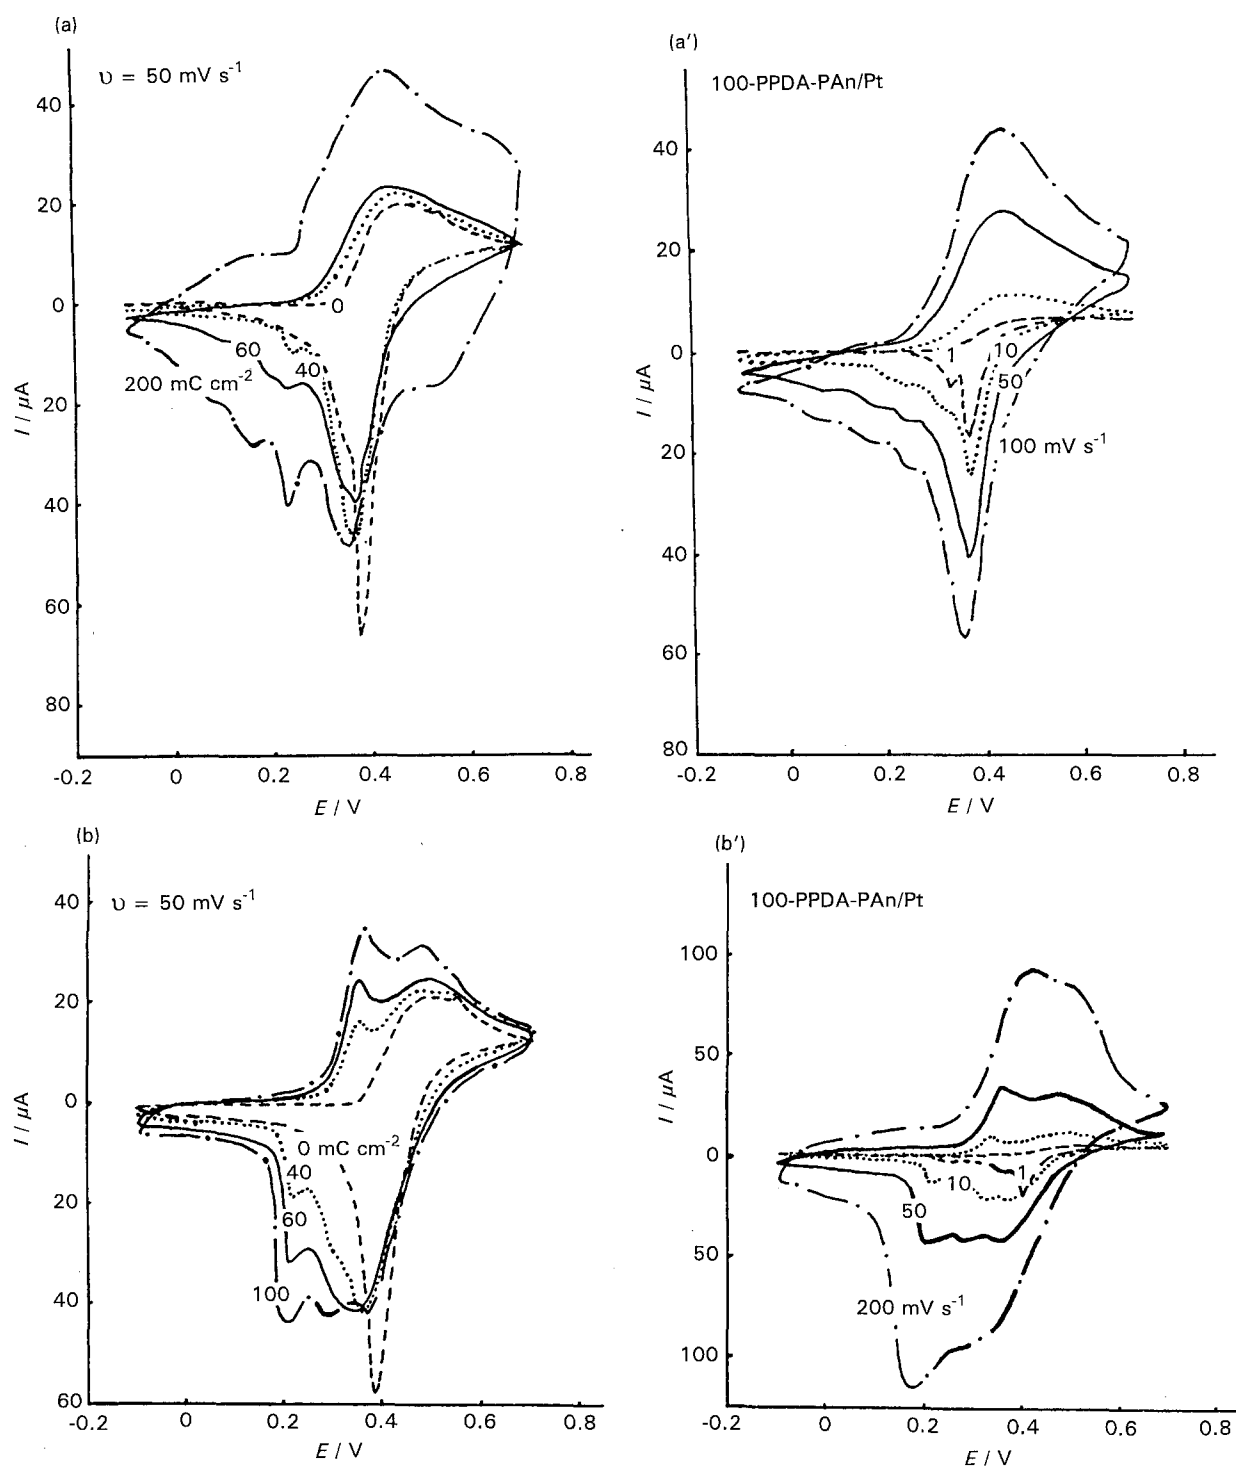 (a)
υ = 50 mV s⁻¹
40
20
0
20
40
60
80
I / μA
0
60
40
200 mC cm⁻²
-0.2 0 0.2 0.4 0.6 0.8
E / V
(a′)
100-PPDA-PAn/Pt
40
20
0
20
40
60
80
I / μA
1
10
50
100 mV s⁻¹
-0.2 0 0.2 0.4 0.6 0.8
E / V
(b)
υ = 50 mV s⁻¹
40
20
0
20
40
60
I / μA
0 mC cm⁻²
40
60
100
-0.2 0 0.2 0.4 0.6 0.8
E / V
(b′)
100-PPDA-PAn/Pt
100
50
0
50
100
I / μA
1
10
50
200 mV s⁻¹
-0.2 0 0.2 0.4 0.6 0.8
E / V